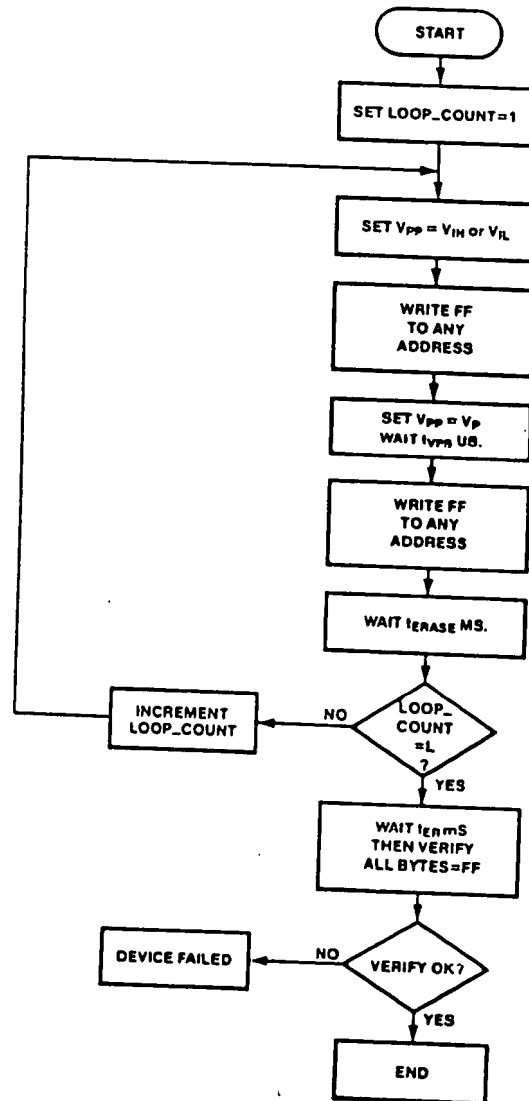 START
SET LOOP_COUNT=1
SET VPP = VIH or VIL
WRITE FF
TO ANY
ADDRESS
SET VPP = VP
WAIT tVPS US.
WRITE FF
TO ANY
ADDRESS
WAIT tERASE MS.
INCREMENT
LOOP_COUNT
NO
LOOP_
COUNT
=L
?
YES
WAIT tER mS
THEN VERIFY
ALL BYTES=FF
DEVICE FAILED
NO
VERIFY OK?
YES
END